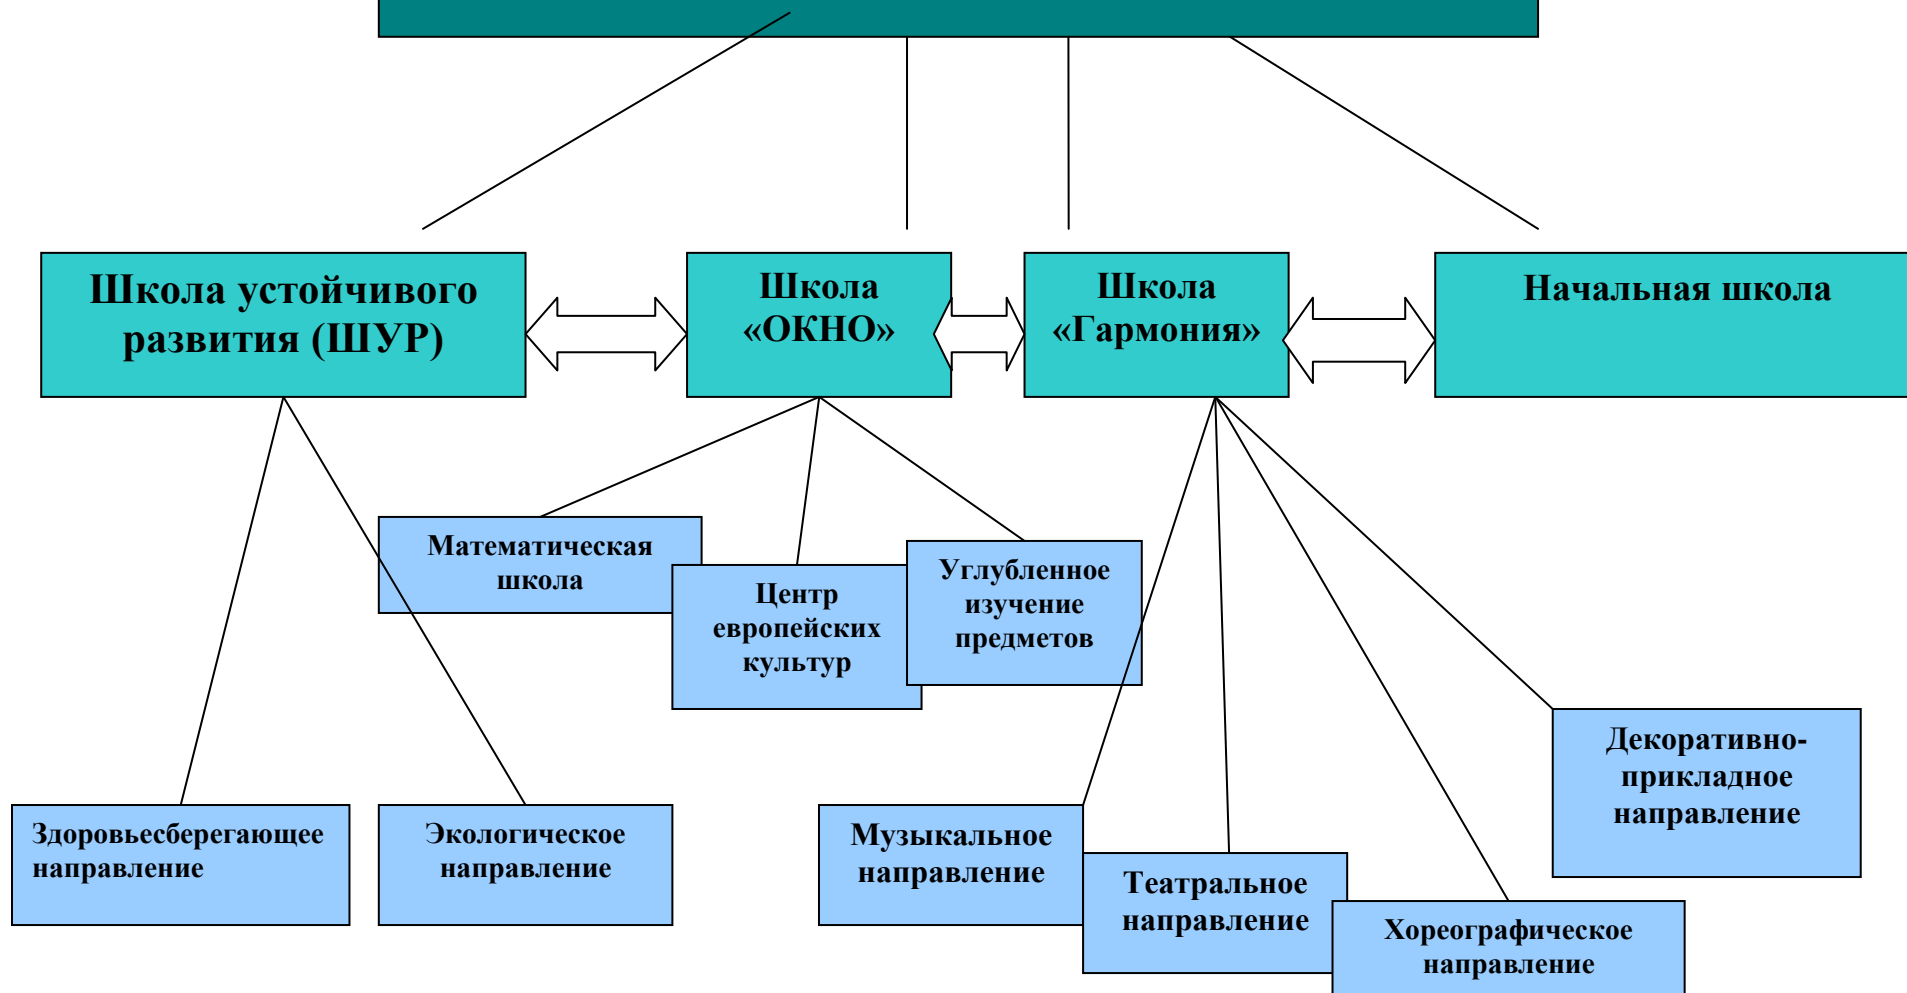 Школа устойчивого
развития (ШУР)
Школа
«ОКНО»
Школа
«Гармония»
Начальная школа
Математическая
школа
Центр
европейских
культур
Углубленное
изучение
предметов
Декоративно-
прикладное
направление
Здоровьесберегающее
направление
Экологическое
направление
Музыкальное
направление
Театральное
направление
Хореографическое
направление